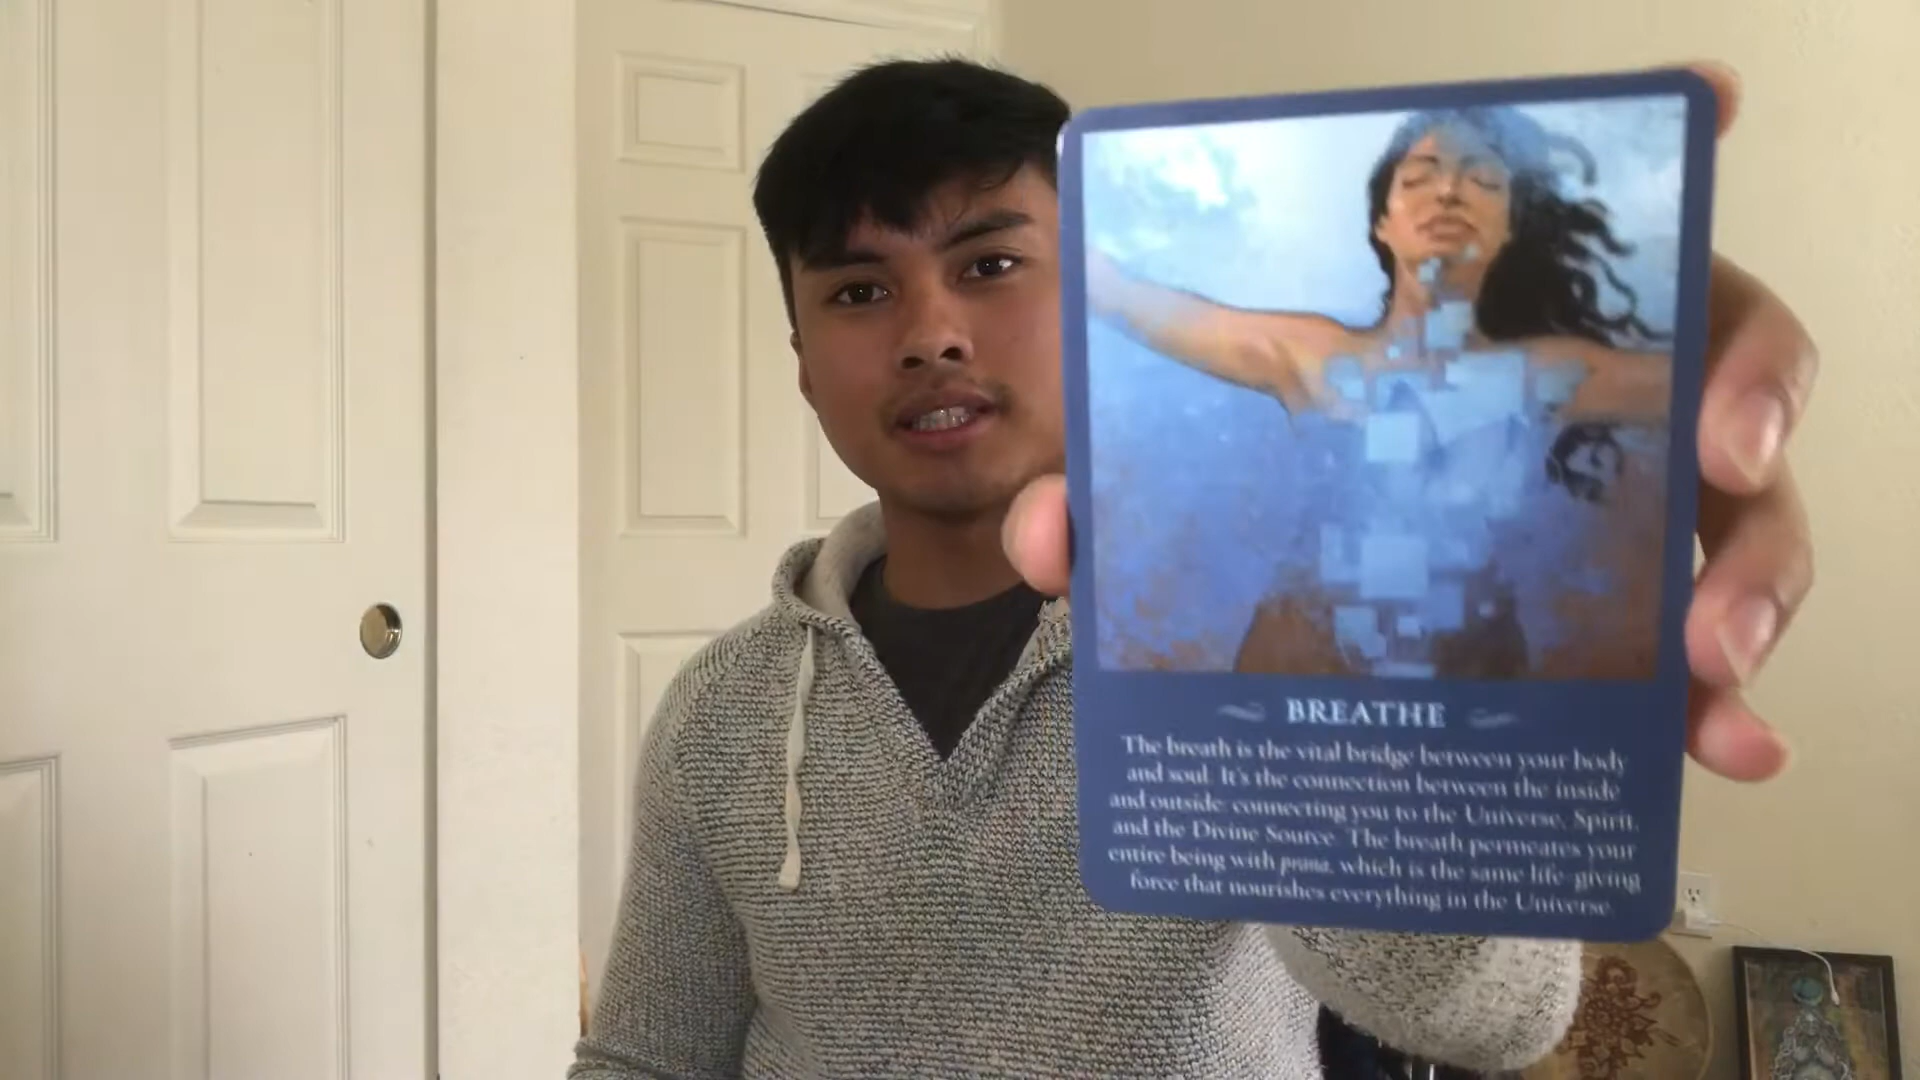 BREATHE
The breath is the vital bridge between your body
and soul. It's the connection between the inside
and outside: connecting you to the Universe, Spirit,
and the Divine Source. The breath permeates your
entire being with prana, which is the same life-giving
force that nourishes everything in the Universe.